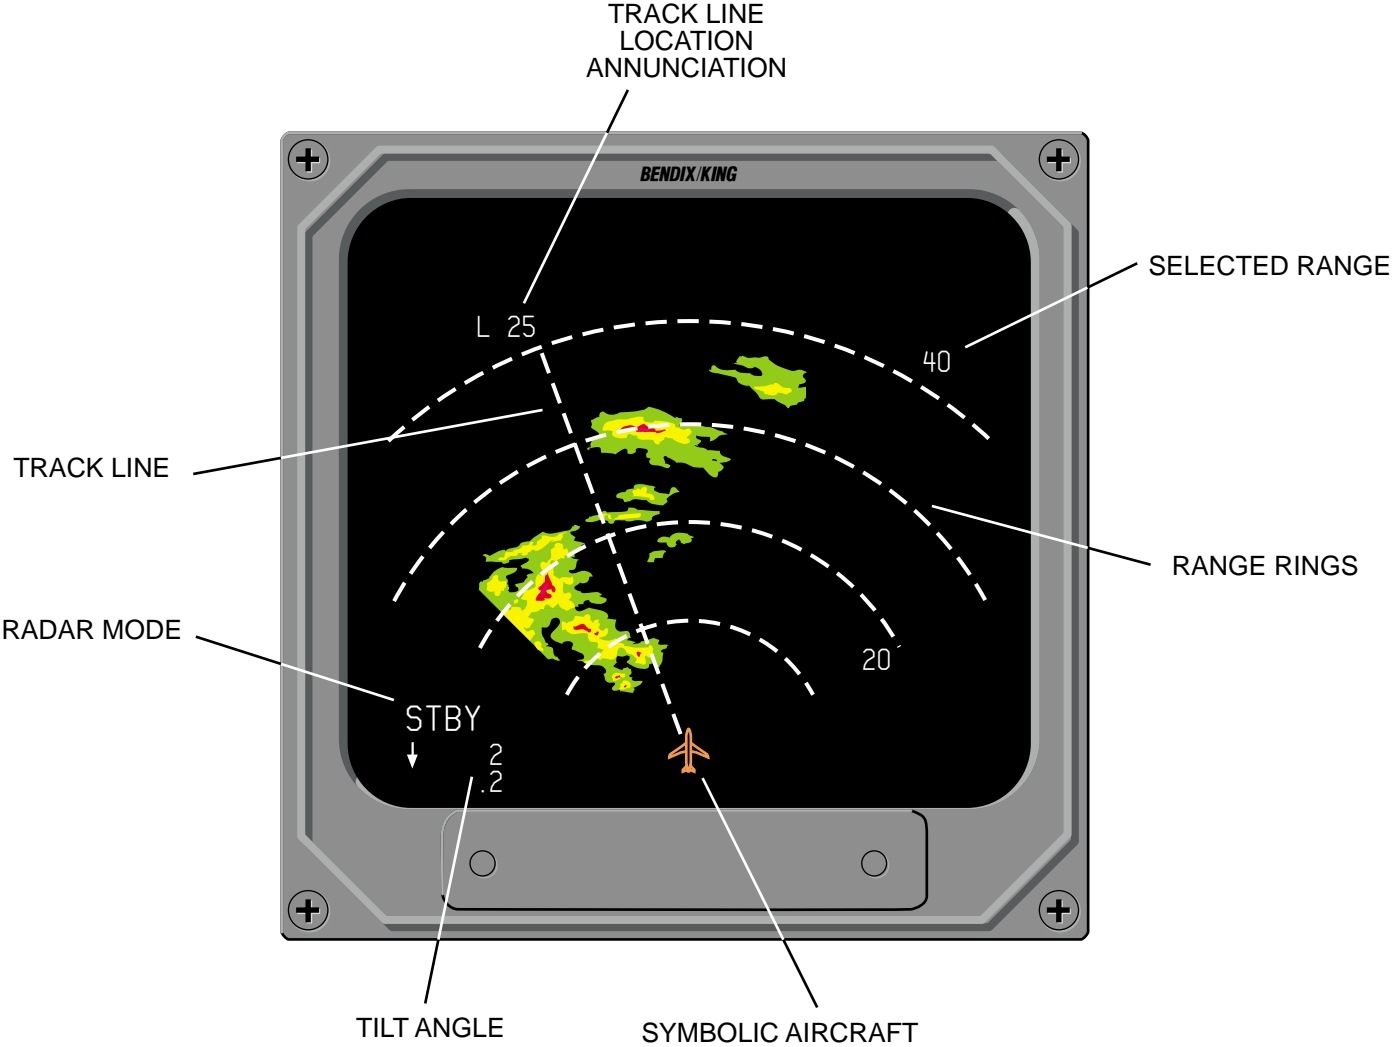 TRACK LINE
LOCATION
ANNUNCIATION
BENDIX/KING
SELECTED RANGE
L 25
40
TRACK LINE
RANGE RINGS
RADAR MODE
20
STBY
2
.2
TILT ANGLE
SYMBOLIC AIRCRAFT